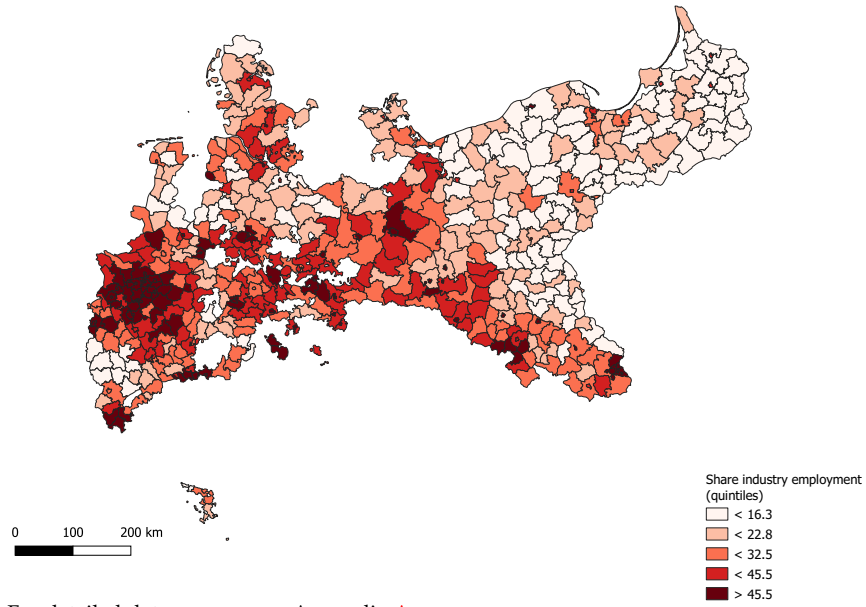 Share industry employment
(quintiles)
< 16.3
< 22.8
< 32.5
< 45.5
> 45.5
0 100 200 km